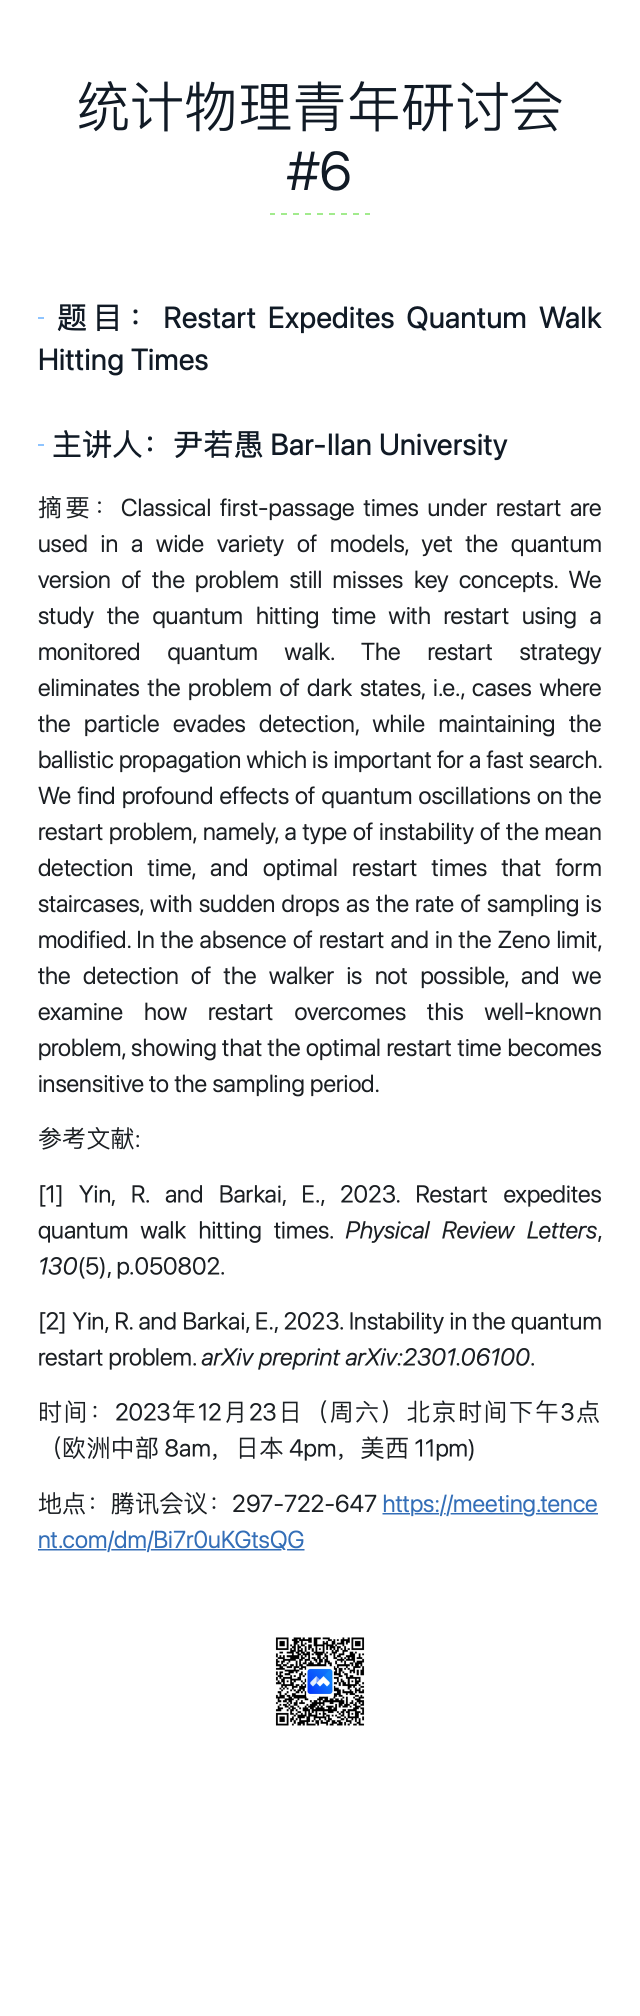 统计物理青年研讨会
#6
- 题目： Restart Expedites Quantum Walk
Hitting Times
- 主讲人： 尹若愚 Bar-Ilan University
摘要： Classical first-passage times under restart are
used in a wide variety of models, yet the quantum
version of the problem still misses key concepts. We
study the quantum hitting time with restart using a
monitored quantum walk. The restart strategy
eliminates the problem of dark states, i.e., cases where
the particle evades detection, while maintaining the
ballistic propagation which is important for a fast search.
We find profound effects of quantum oscillations on the
restart problem, namely, a type of instability of the mean
detection time, and optimal restart times that form
staircases, with sudden drops as the rate of sampling is
modified. In the absence of restart and in the Zeno limit,
the detection of the walker is not possible, and we
examine how restart overcomes this well-known
problem, showing that the optimal restart time becomes
insensitive to the sampling period.
参考文献:
[1] Yin, R. and Barkai, E., 2023. Restart expedites
quantum walk hitting times. Physical Review Letters,
130(5), p.050802.
[2] Yin, R. and Barkai, E., 2023. Instability in the quantum
restart problem. arXiv preprint arXiv:2301.06100.
时间：2023年12月23日（周六）北京时间下午3点
（欧洲中部 8am，日本 4pm，美西 11pm)
地点：腾讯会议：297-722-647 https://meeting.tence
nt.com/dm/Bi7r0uKGtsQG